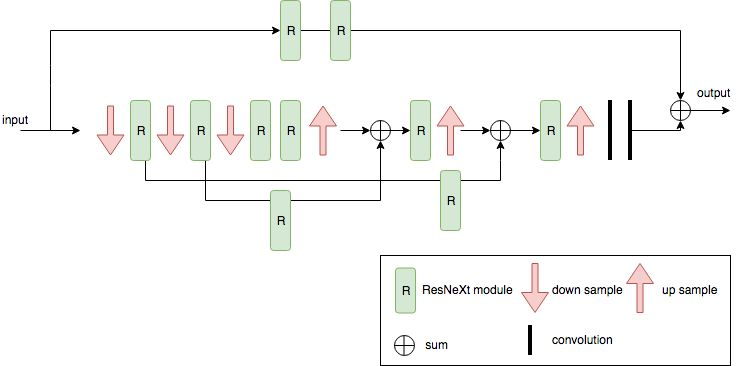 R R
input
R R R R R R
output
R
R
R ResNeXt module down sample up sample
sum convolution